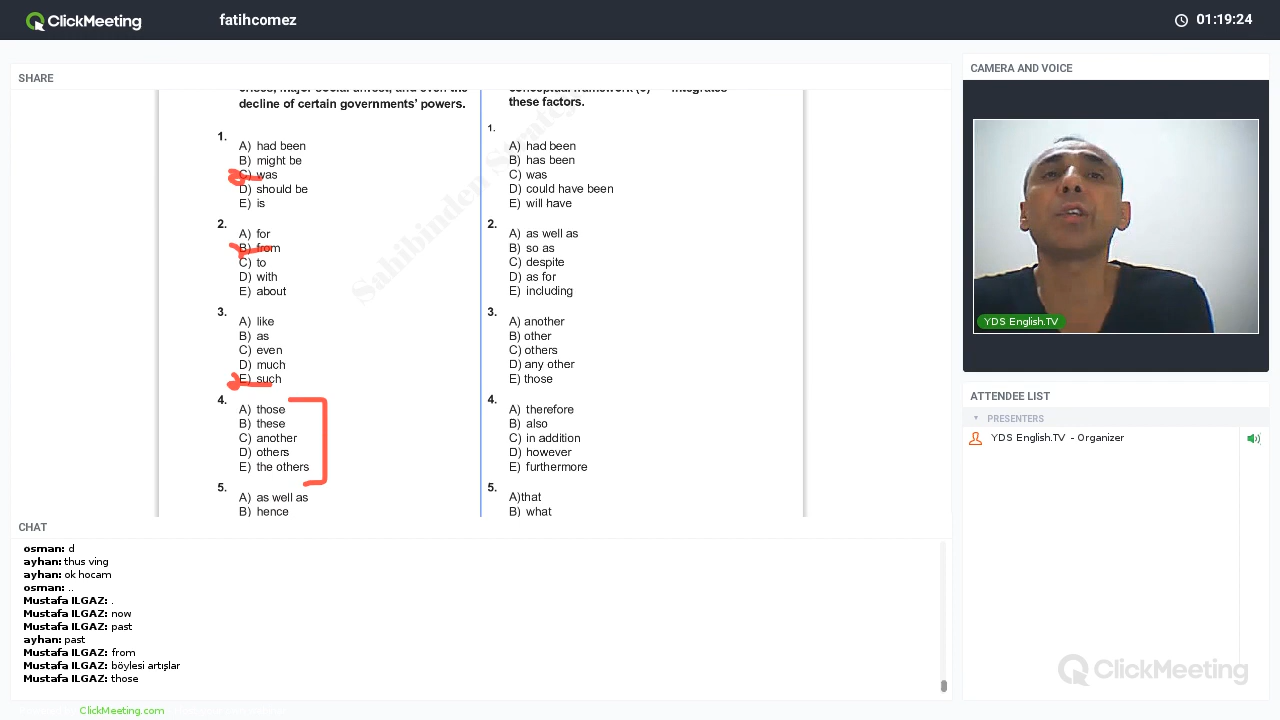 ClickMeeting
fatihcomez
01:19:24
SHARE
decline of certain governments' powers.
1.
A) had been
B) might be
C) was
D) should be
E) is
2.
A) for
B) from
C) to
D) with
E) about
3.
A) like
B) as
C) even
D) much
E) such
4.
A) those
B) these
C) another
D) others
E) the others
5.
A) as well as
B) hence
these factors.
1.
A) had been
B) has been
C) was
D) could have been
E) will have
2.
A) as well as
B) so as
C) despite
D) as for
E) including
3.
A) another
B) other
C) others
D) any other
E) those
4.
A) therefore
B) also
C) in addition
D) however
E) furthermore
5.
A)that
B) what
Sahibinden
CAMERA AND VOICE
YDS English.TV
ATTENDEE LIST
PRESENTERS
YDS English.TV - Organizer
CHAT
osman: d
ayhan: thus ving
ayhan: ok hocam
osman: ..
Mustafa ILGAZ: .
Mustafa ILGAZ: now
Mustafa ILGAZ: past
ayhan: past
Mustafa ILGAZ: from
Mustafa ILGAZ: böylesi artışlar
Mustafa ILGAZ: those
ClickMeeting
ClickMeeting.com